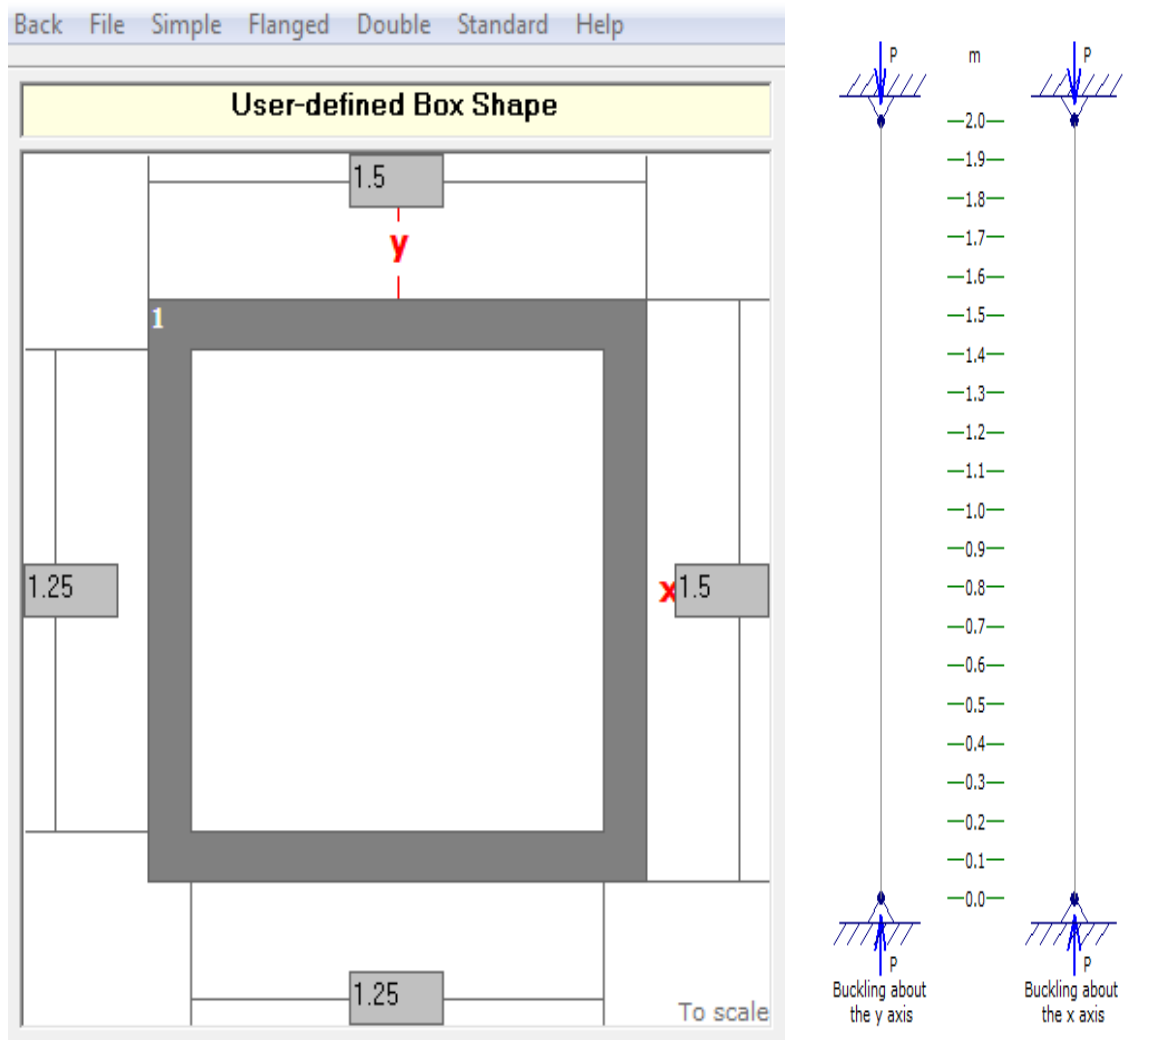 Back File Simple Flanged Double Standard Help
User-defined Box Shape
1.5
y
1
1.25
x
1.5
1.25
To scale
P m P
2.0
1.9
1.8
1.7
1.6
1.5
1.4
1.3
1.2
1.1
1.0
0.9
0.8
0.7
0.6
0.5
0.4
0.3
0.2
0.1
0.0
P P
Buckling about
the y axis
Buckling about
the x axis